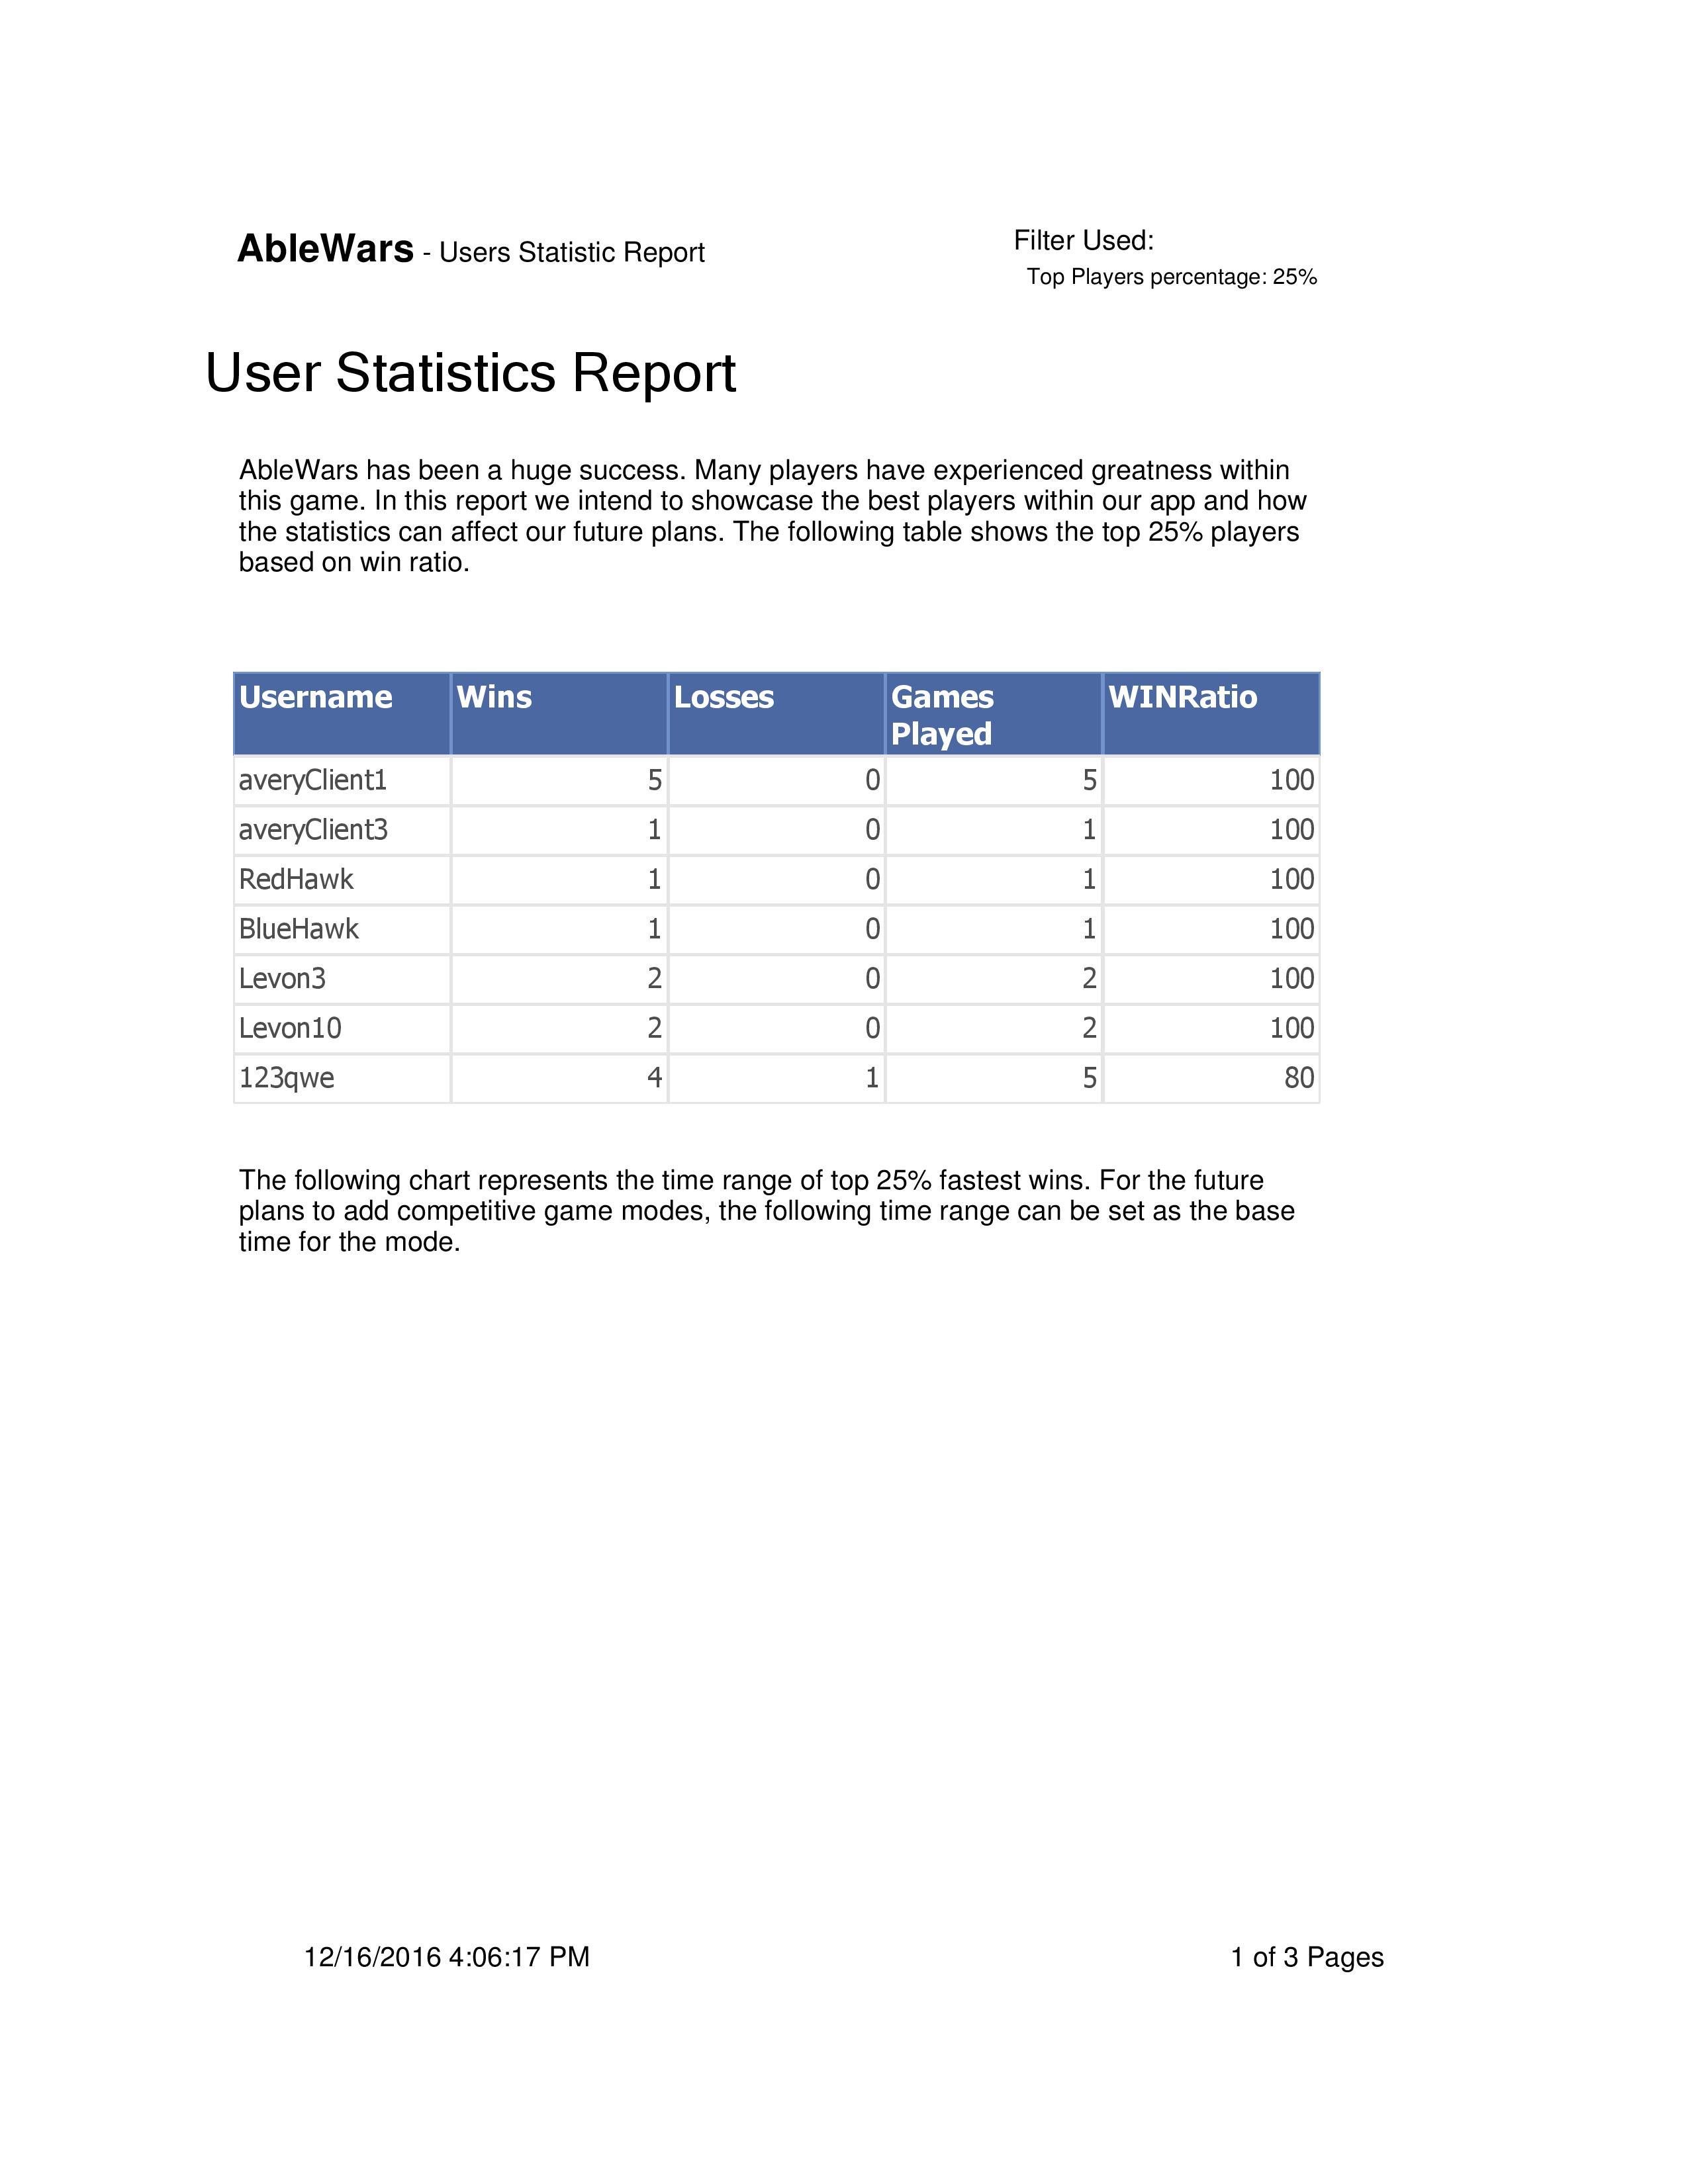 AbleWars - Users Statistic Report
Filter Used:
Top Players percentage: 25%
User Statistics Report
AbleWars has been a huge success. Many players have experienced greatness within
this game. In this report we intend to showcase the best players within our app and how
the statistics can affect our future plans. The following table shows the top 25% players
based on win ratio.
Username Wins Losses Games Played WINRatio
averyClient1 5 0 5 100
averyClient3 1 0 1 100
RedHawk 1 0 1 100
BlueHawk 1 0 1 100
Levon3 2 0 2 100
Levon10 2 0 2 100
123qwe 4 1 5 80
The following chart represents the time range of top 25% fastest wins. For the future
plans to add competitive game modes, the following time range can be set as the base
time for the mode.
12/16/2016 4:06:17 PM
1 of 3 Pages